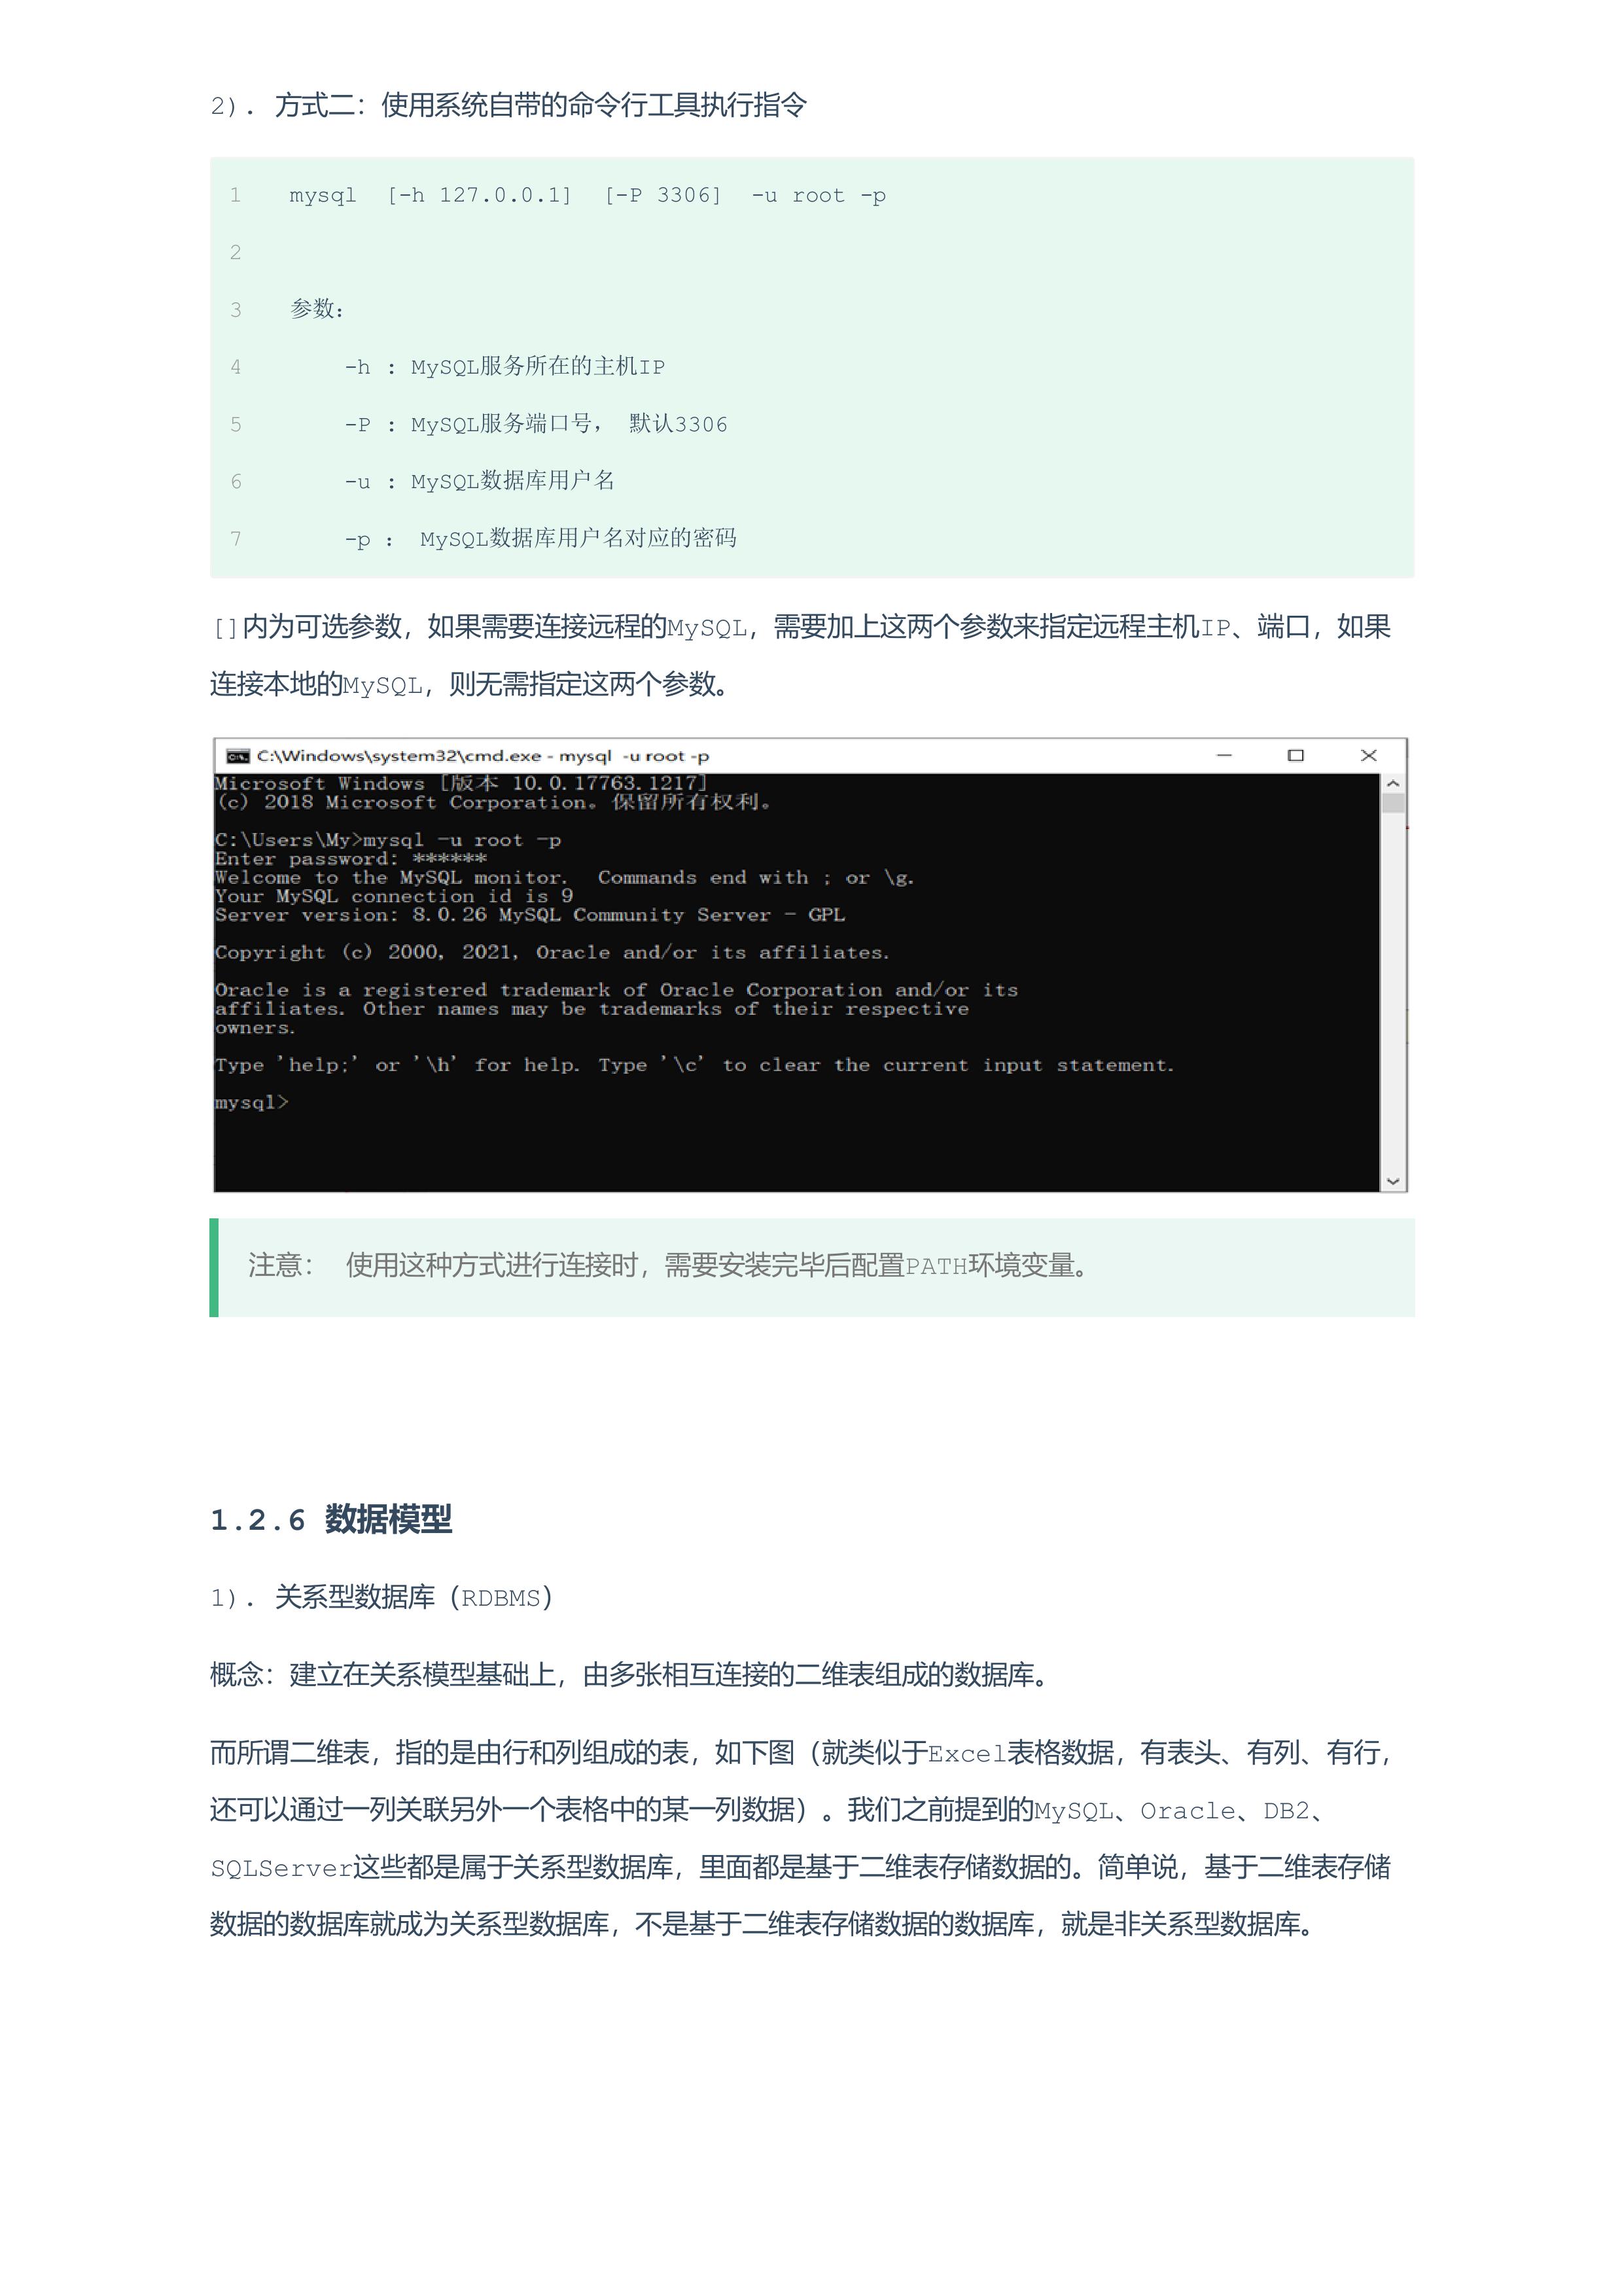 2). 方式二：使用系统自带的命令行工具执行指令
1 mysql [-h 127.0.0.1] [-P 3306] -u root -p
2
3 参数：
4 -h : MySQL服务所在的主机IP
5 -P : MySQL服务端口号， 默认3306
6 -u : MySQL数据库用户名
7 -p ： MySQL数据库用户名对应的密码
[]内为可选参数，如果需要连接远程的MySQL，需要加上这两个参数来指定远程主机IP、端口，如果
连接本地的MySQL，则无需指定这两个参数。
C:\Windows\system32\cmd.exe - mysql -u root -p
Microsoft Windows [版本 10.0.17763.1217]
(c) 2018 Microsoft Corporation。保留所有权利。
C:\Users\My>mysql -u root -p
Enter password: ******
Welcome to the MySQL monitor.  Commands end with ; or \g.
Your MySQL connection id is 9
Server version: 8.0.26 MySQL Community Server - GPL
Copyright (c) 2000, 2021, Oracle and/or its affiliates.
Oracle is a registered trademark of Oracle Corporation and/or its
affiliates. Other names may be trademarks of their respective
owners.
Type 'help;' or '\h' for help. Type '\c' to clear the current input statement.
mysql>
注意： 使用这种方式进行连接时，需要安装完毕后配置PATH环境变量。
1.2.6 数据模型
1). 关系型数据库（RDBMS）
概念：建立在关系模型基础上，由多张相互连接的二维表组成的数据库。
而所谓二维表，指的是由行和列组成的表，如下图（就类似于Excel表格数据，有表头、有列、有行，
还可以通过一列关联另外一个表格中的某一列数据）。我们之前提到的MySQL、Oracle、DB2、
SQLServer这些都是属于关系型数据库，里面都是基于二维表存储数据的。简单说，基于二维表存储
数据的数据库就成为关系型数据库，不是基于二维表存储数据的数据库，就是非关系型数据库。